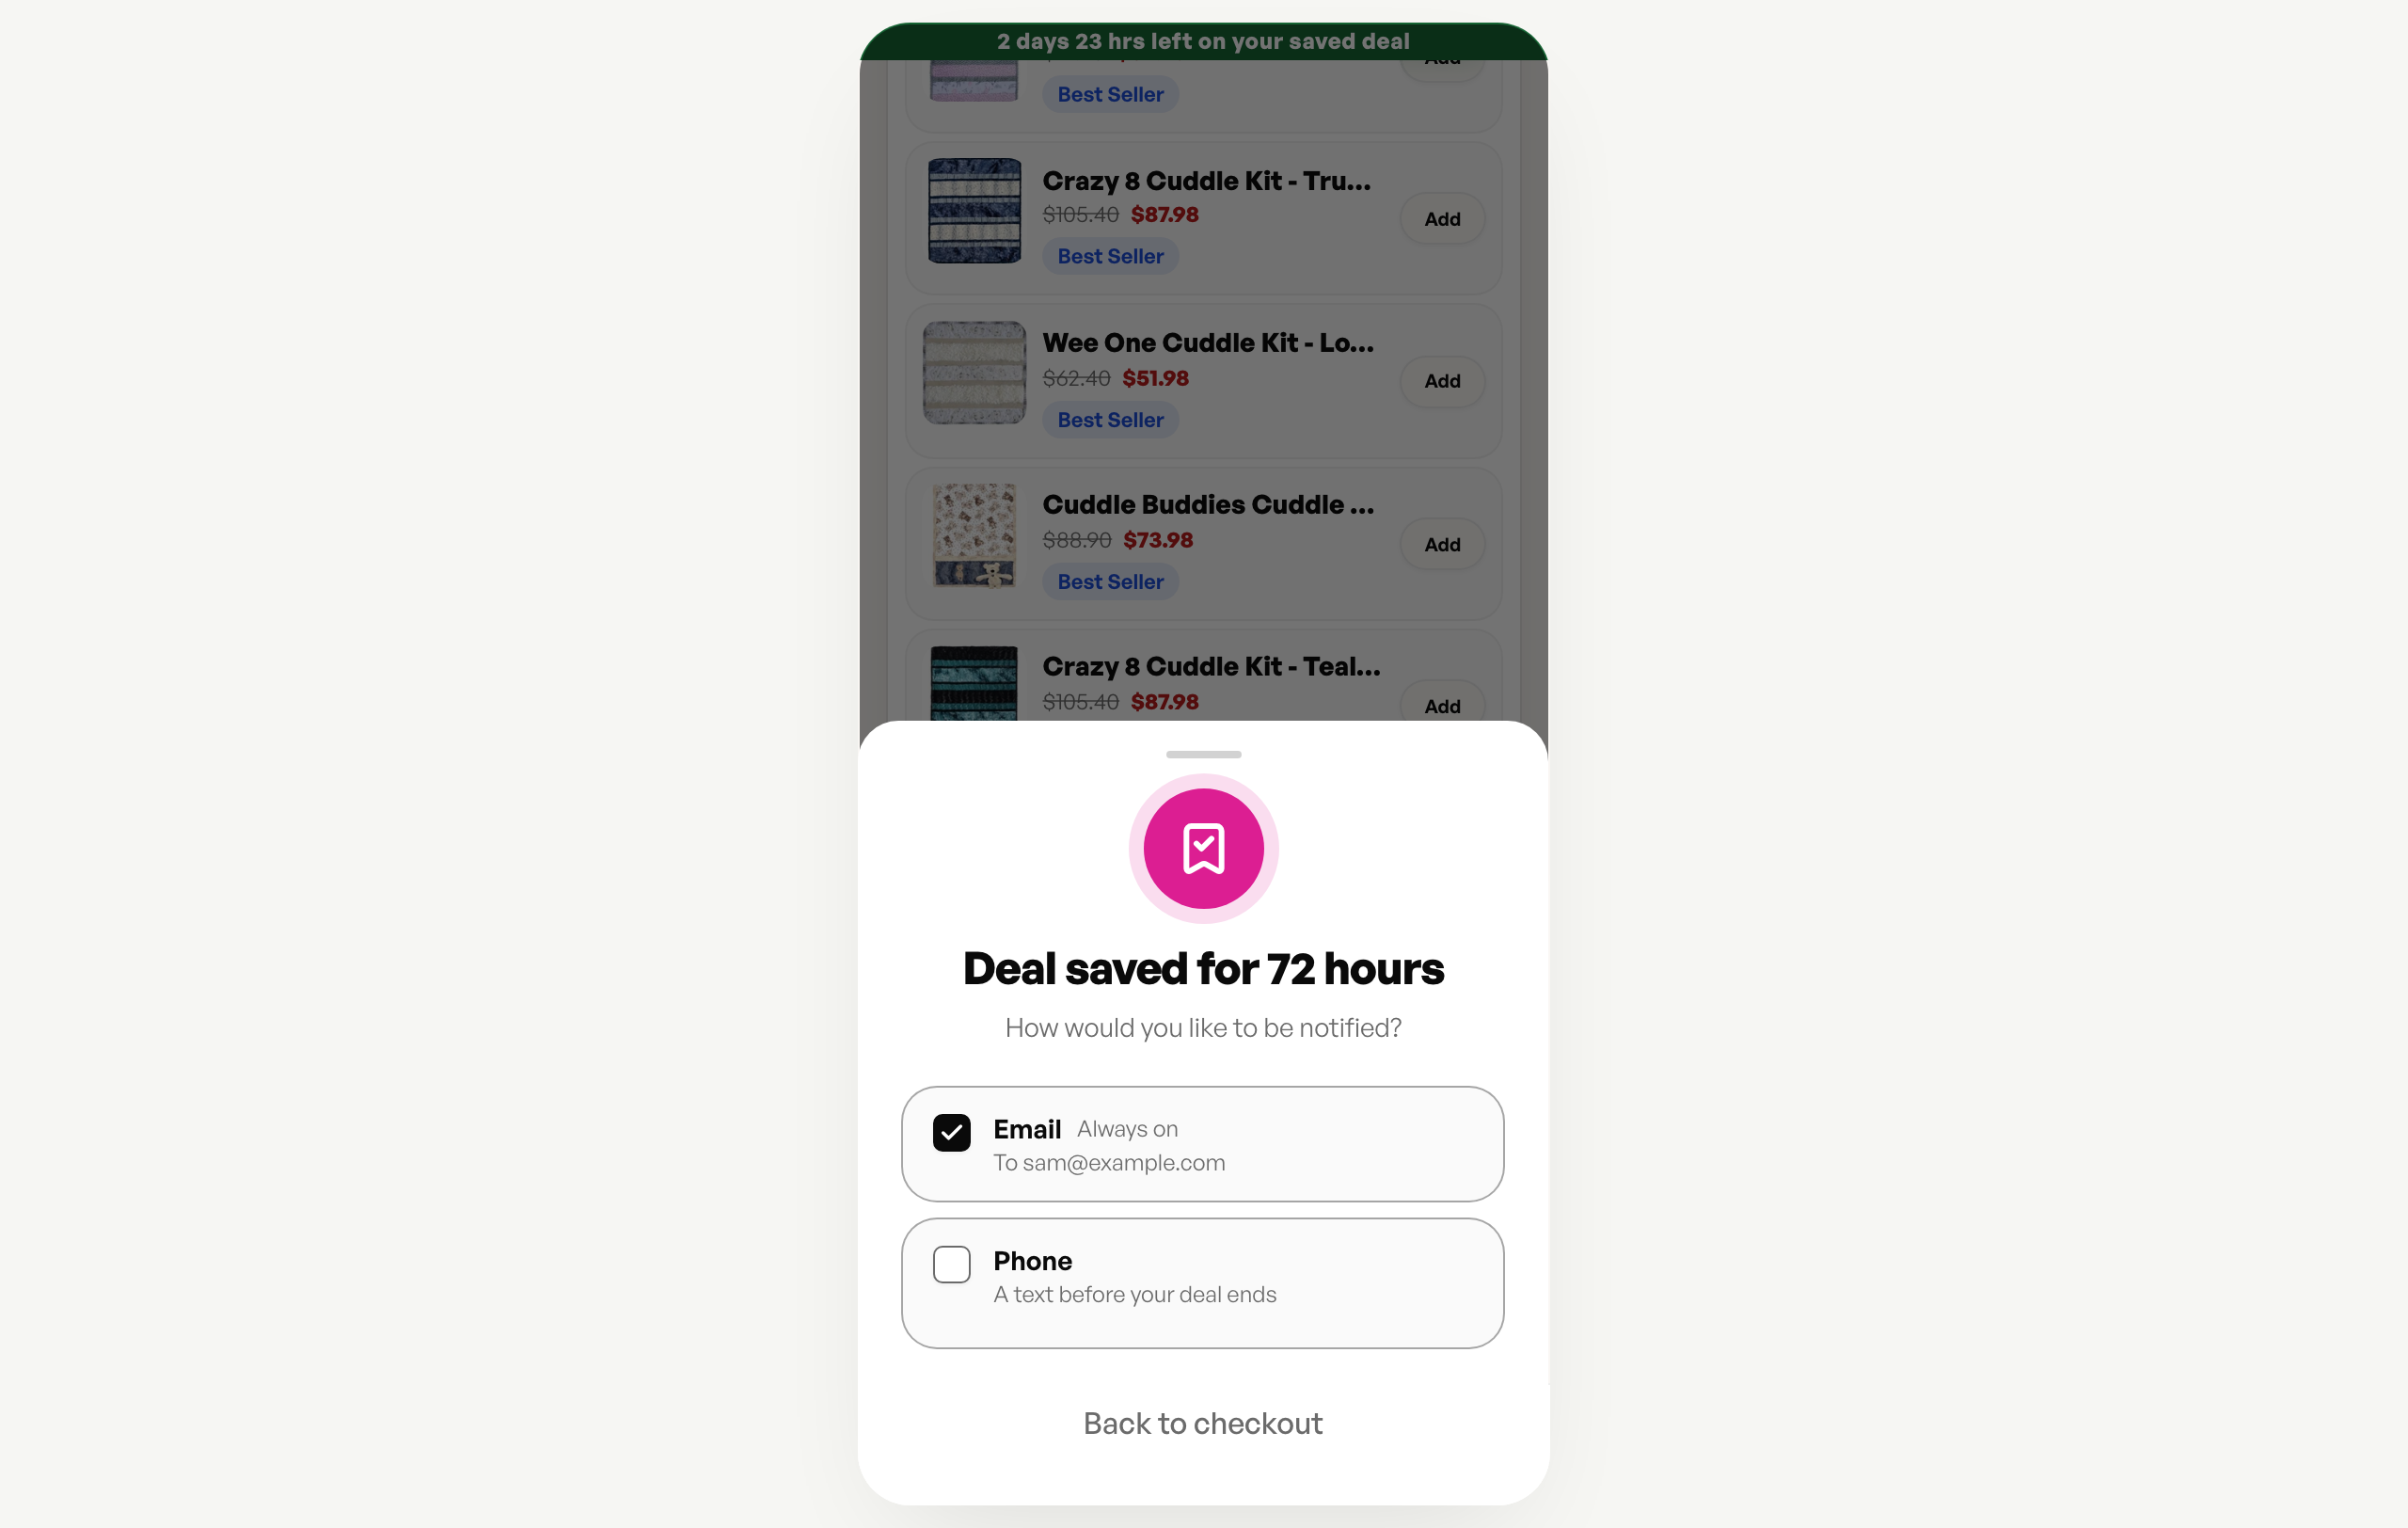 2 days 23 hrs left on your saved deal
Add
Best Seller
Crazy 8 Cuddle Kit - Tru...
$105.40 $87.98
Add
Best Seller
Wee One Cuddle Kit - Lo...
$62.40 $51.98
Add
Best Seller
Cuddle Buddies Cuddle ...
$88.90 $73.98
Add
Best Seller
Crazy 8 Cuddle Kit - Teal...
$105.40 $87.98
Add
Deal saved for 72 hours
How would you like to be notified?
Email Always on
To sam@example.com
Phone
A text before your deal ends
Back to checkout